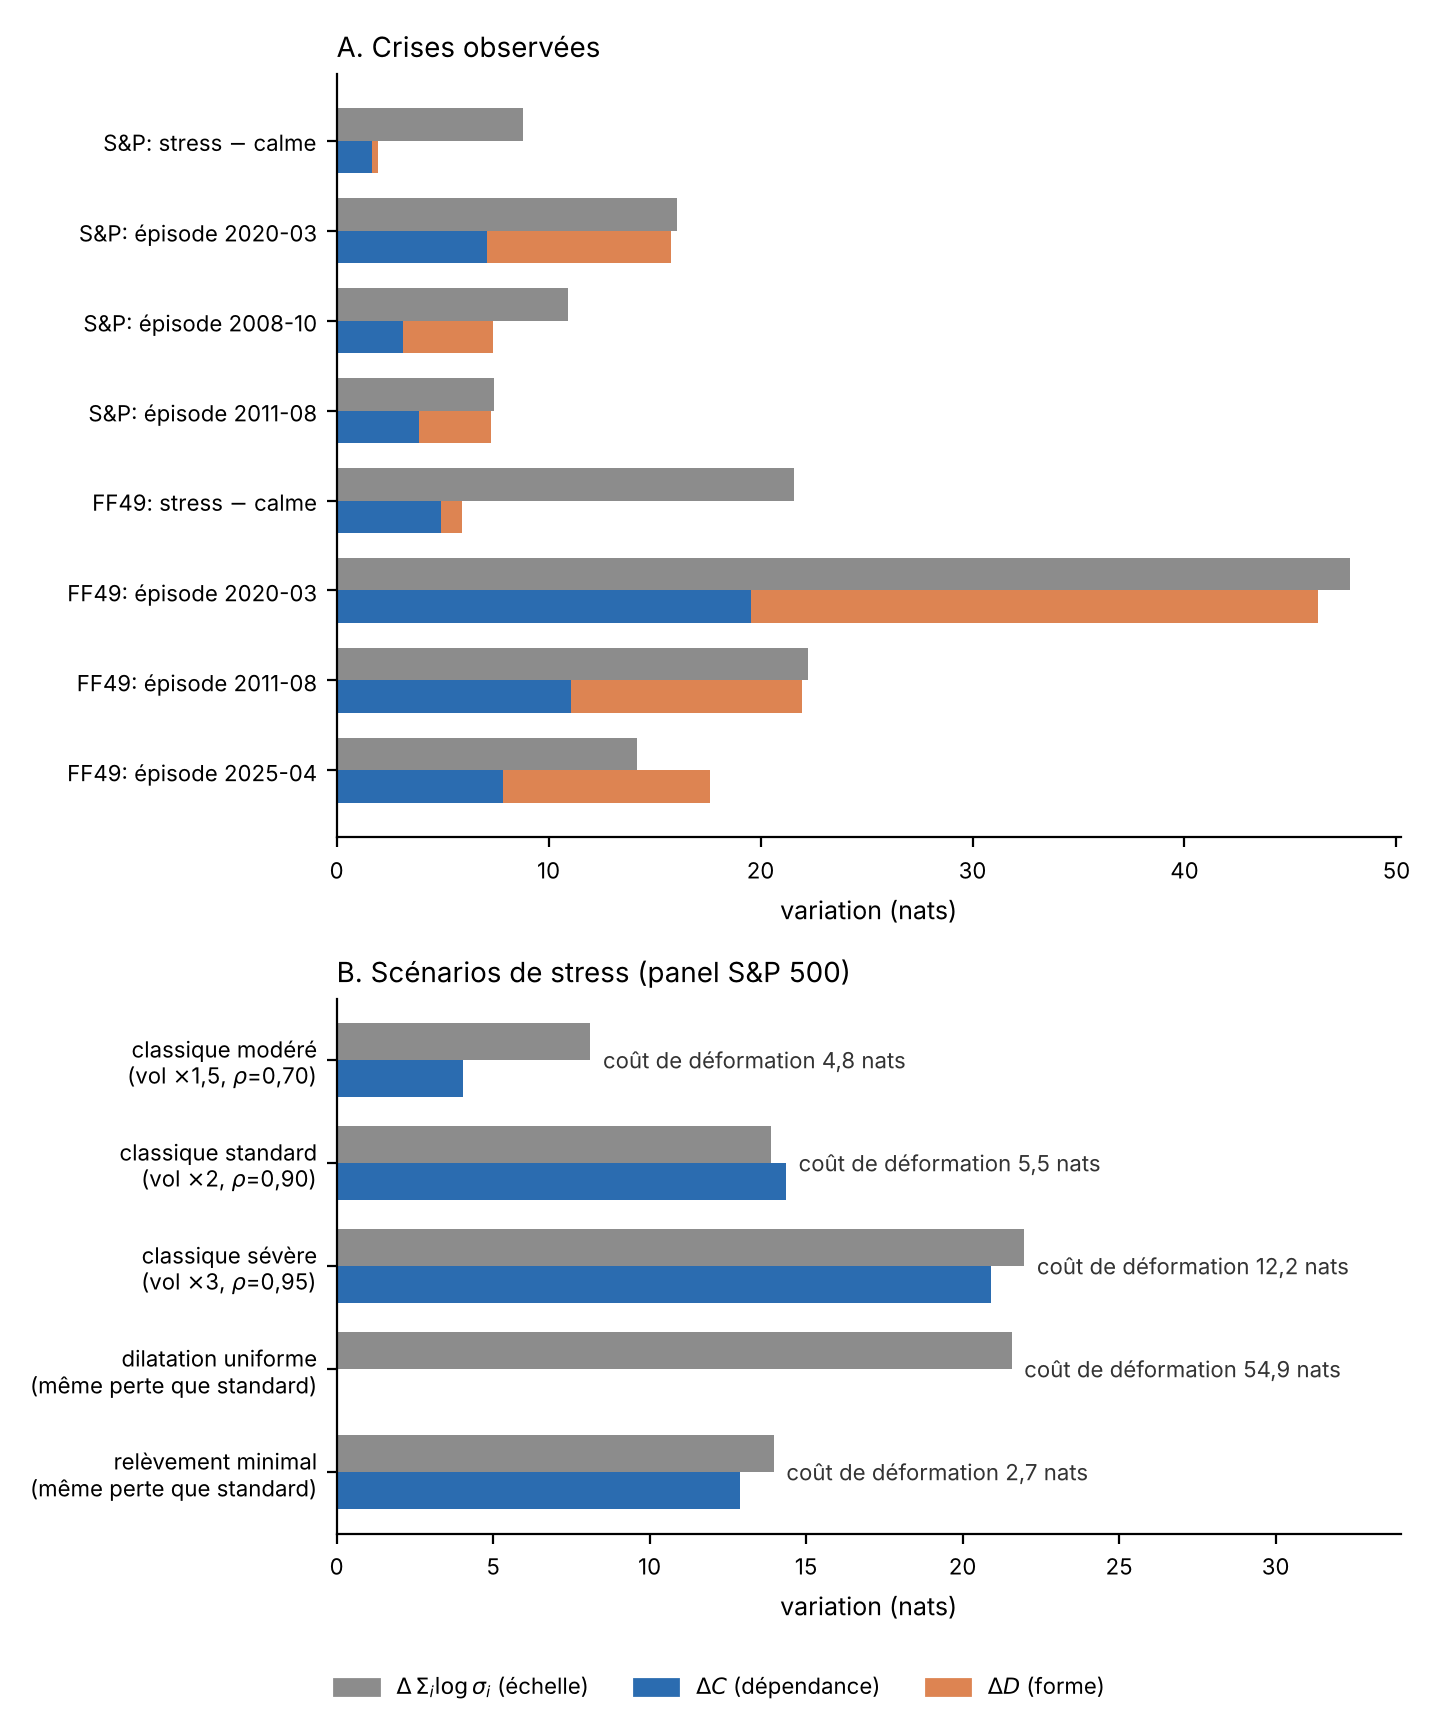 A. Crises observées
S&P: stress − calme
S&P: épisode 2020-03
S&P: épisode 2008-10
S&P: épisode 2011-08
FF49: stress − calme
FF49: épisode 2020-03
FF49: épisode 2011-08
FF49: épisode 2025-04
0 10 20 30 40 50
variation (nats)
B. Scénarios de stress (panel S&P 500)
classique modéré
(vol ×1,5, ρ=0,70)
coût de déformation 4,8 nats
classique standard
(vol ×2, ρ=0,90)
coût de déformation 5,5 nats
classique sévère
(vol ×3, ρ=0,95)
coût de déformation 12,2 nats
dilatation uniforme
(même perte que standard)
coût de déformation 54,9 nats
relèvement minimal
(même perte que standard)
coût de déformation 2,7 nats
0 5 10 15 20 25 30
variation (nats)
Δ Σᵢ log σᵢ (échelle) ΔC (dépendance) ΔD (forme)